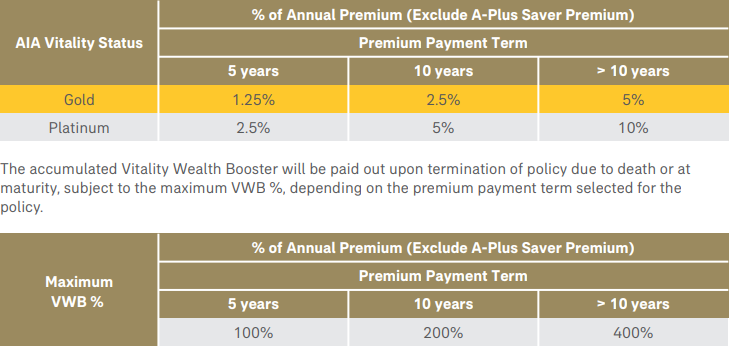 % of Annual Premium (Exclude A-Plus Saver Premium)
AIA Vitality Status
Premium Payment Term
5 years 10 years > 10 years
Gold 1.25% 2.5% 5%
Platinum 2.5% 5% 10%
The accumulated Vitality Wealth Booster will be paid out upon termination of policy due to death or at
maturity, subject to the maximum VWB %, depending on the premium payment term selected for the
policy.
% of Annual Premium (Exclude A-Plus Saver Premium)
Maximum
VWB %
Premium Payment Term
5 years 10 years > 10 years
100% 200% 400%